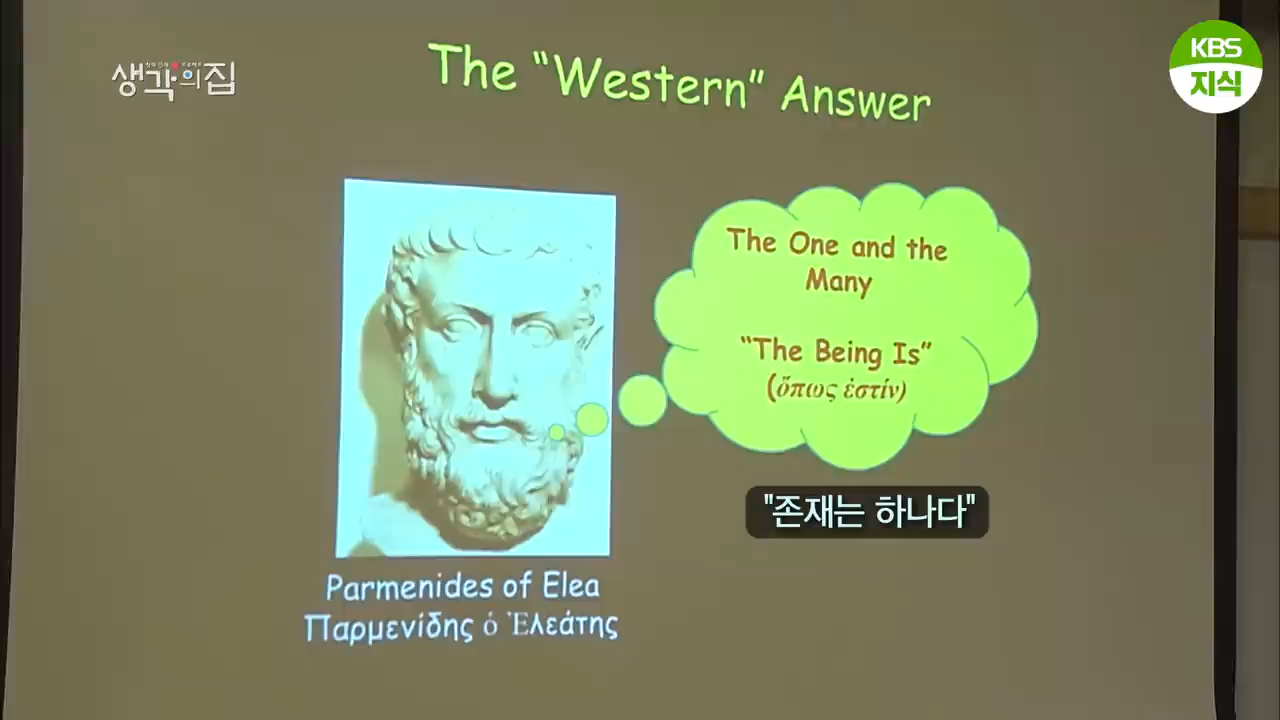 생각의집
KBS
지식
The “Western” Answer
The One and the
Many
“The Being Is”
(ὅπως ἐστίν)
"존재는 하나다"
Parmenides of Elea
Παρμενίδης ὁ Ἐλεάτης